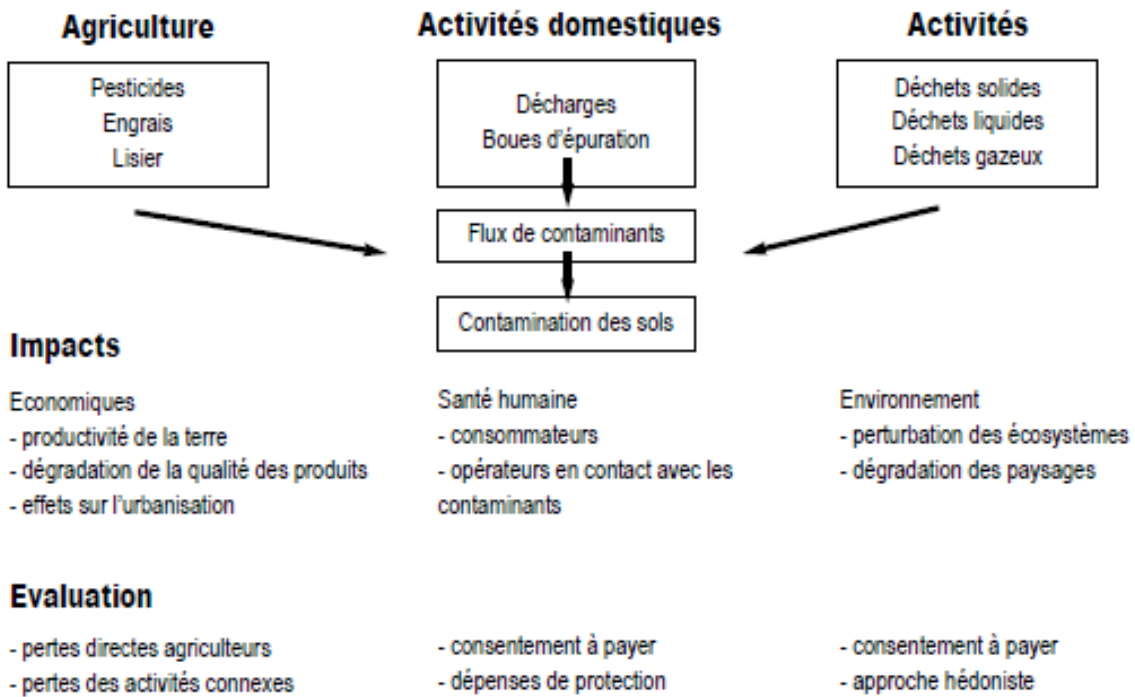 Agriculture
Activités domestiques
Activités
Pesticides
Engrais
Lisier
Décharges
Boues d'épuration
Déchets solides
Déchets liquides
Déchets gazeux
Flux de contaminants
Contamination des sols
Impacts
Economiques
- productivité de la terre
- dégradation de la qualité des produits
- effets sur l'urbanisation
Santé humaine
- consommateurs
- opérateurs en contact avec les
contaminants
Environnement
- perturbation des écosystèmes
- dégradation des paysages
Evaluation
- pertes directes agriculteurs
- pertes des activités connexes
- consentement à payer
- dépenses de protection
- consentement à payer
- approche hédoniste